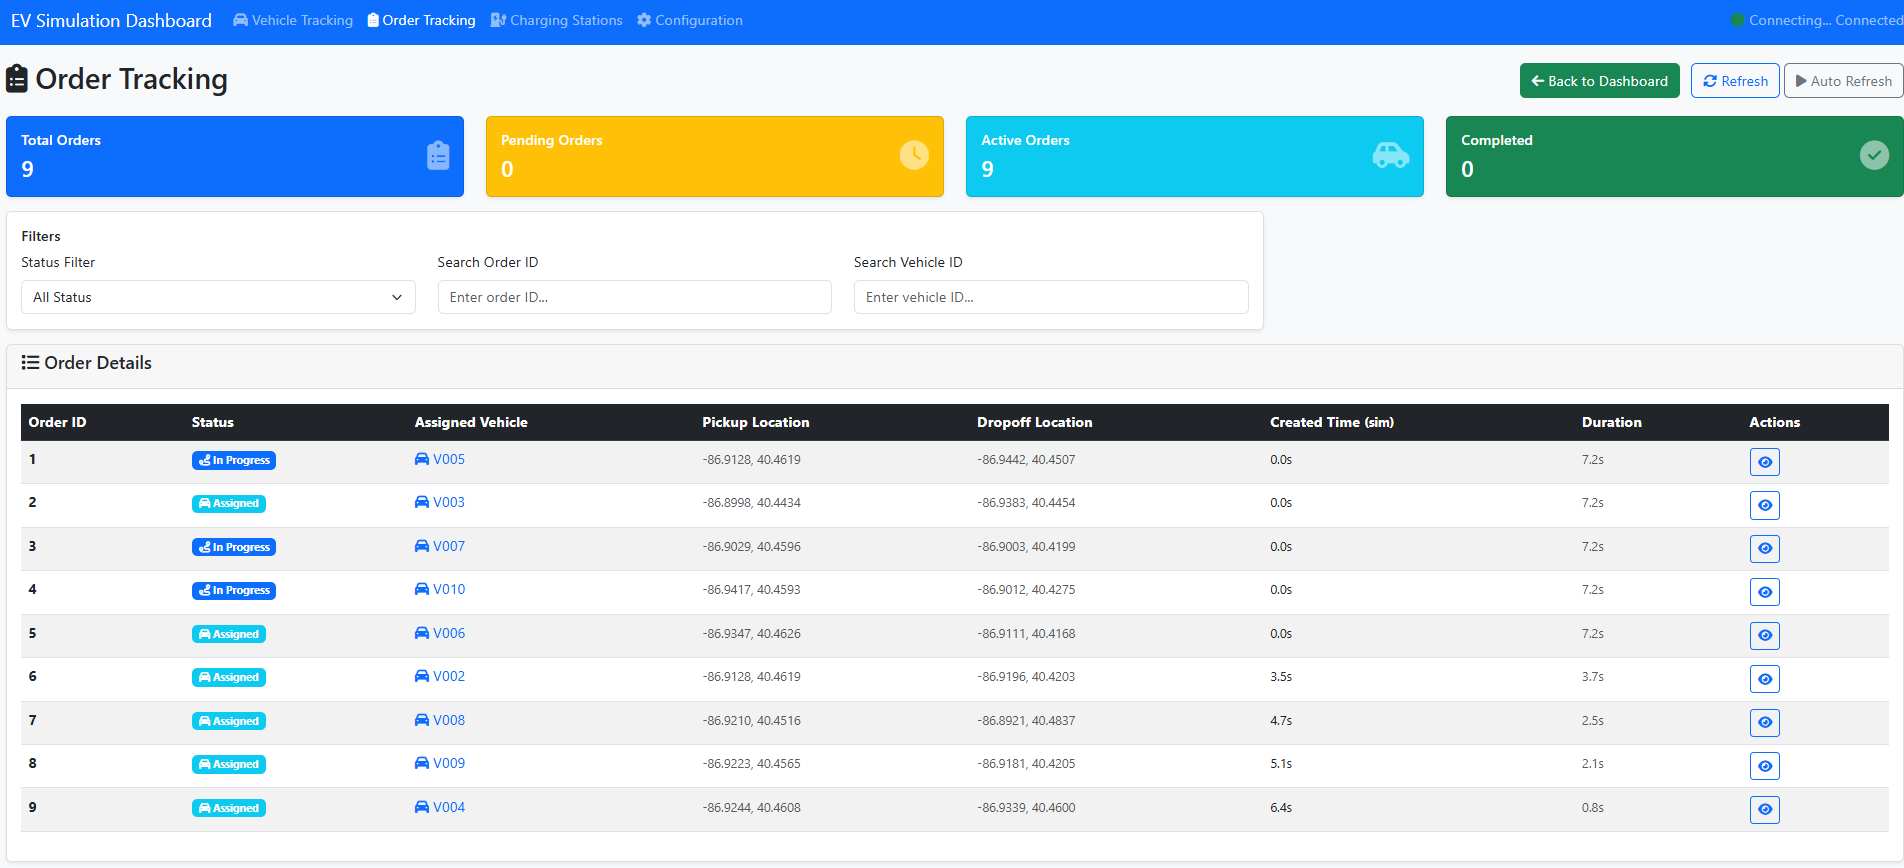 EV Simulation Dashboard Vehicle Tracking Order Tracking Charging Stations Configuration Connecting... Connected
Order Tracking Back to Dashboard Refresh Auto Refresh
Total Orders Pending Orders Active Orders Completed
9 0 9 0
Filters
Status Filter Search Order ID Search Vehicle ID
All Status Enter order ID... Enter vehicle ID...
Order Details
Order ID Status Assigned Vehicle Pickup Location Dropoff Location Created Time (sim) Duration Actions
1 In Progress V005 -86.9128, 40.4619 -86.9442, 40.4507 0.0s 7.2s
2 Assigned V003 -86.8998, 40.4434 -86.9383, 40.4454 0.0s 7.2s
3 In Progress V007 -86.9029, 40.4596 -86.9003, 40.4199 0.0s 7.2s
4 In Progress V010 -86.9417, 40.4593 -86.9012, 40.4275 0.0s 7.2s
5 Assigned V006 -86.9347, 40.4626 -86.9111, 40.4168 0.0s 7.2s
6 Assigned V002 -86.9128, 40.4619 -86.9196, 40.4203 3.5s 3.7s
7 Assigned V008 -86.9210, 40.4516 -86.8921, 40.4837 4.7s 2.5s
8 Assigned V009 -86.9223, 40.4565 -86.9181, 40.4205 5.1s 2.1s
9 Assigned V004 -86.9244, 40.4608 -86.9339, 40.4600 6.4s 0.8s